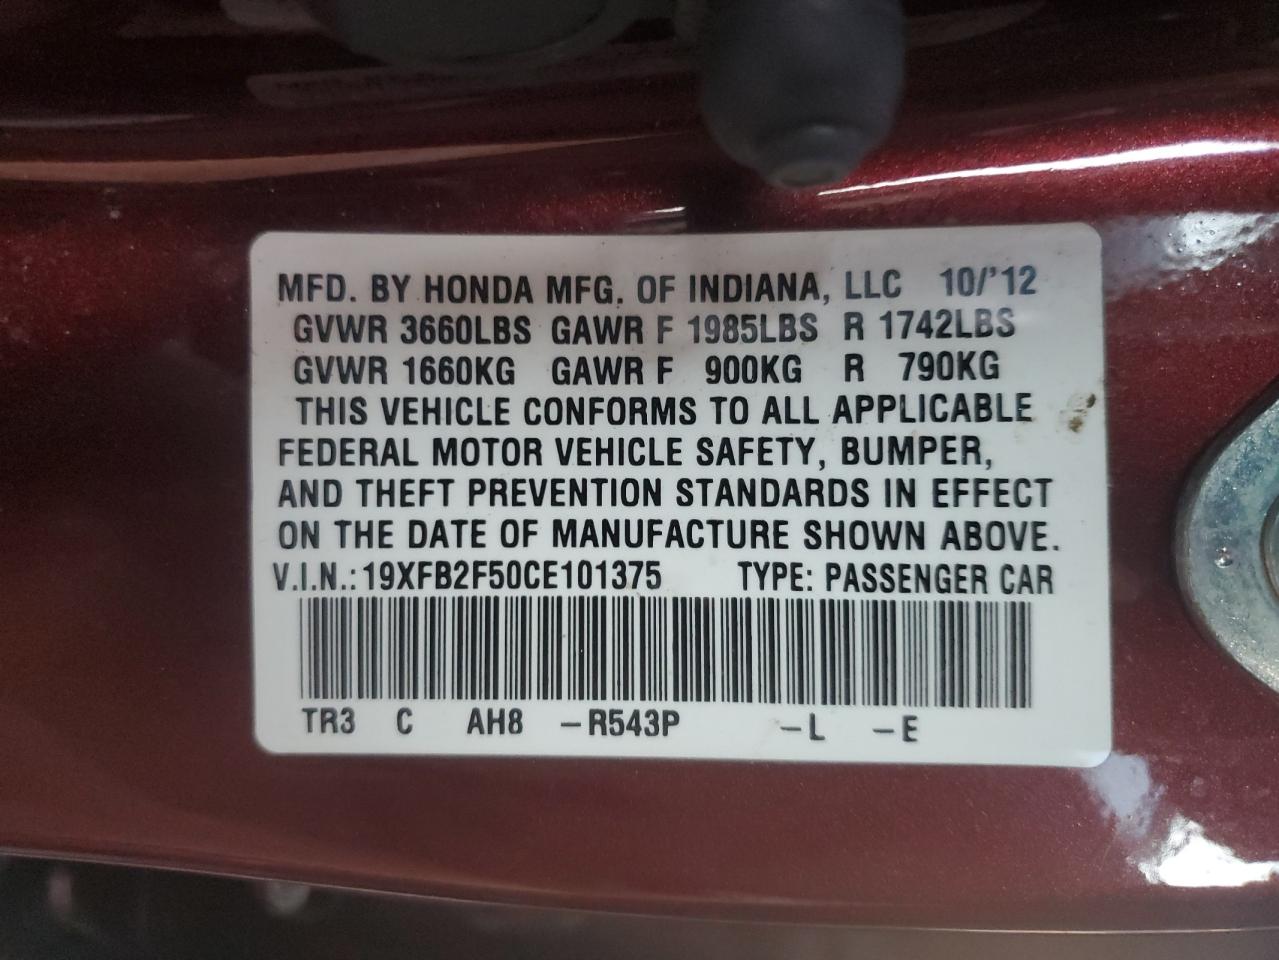 MFD. BY HONDA MFG. OF INDIANA, LLC 10/'12
GVWR 3660LBS GAWR F 1985LBS R 1742LBS
GVWR 1660KG GAWR F 900KG R 790KG
THIS VEHICLE CONFORMS TO ALL APPLICABLE
FEDERAL MOTOR VEHICLE SAFETY, BUMPER,
AND THEFT PREVENTION STANDARDS IN EFFECT
ON THE DATE OF MANUFACTURE SHOWN ABOVE.
V.I.N.:19XFB2F50CE101375 TYPE: PASSENGER CAR
TR3 C AH8 –R543P –L –E